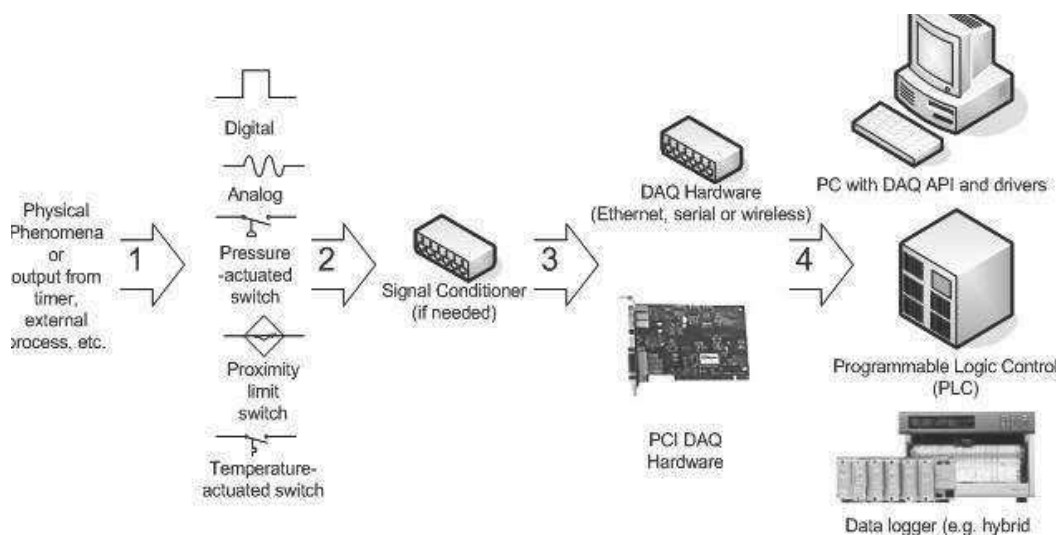 Digital
Analog
Pressure
-actuated
switch
Proximity
limit
switch
Temperature-
actuated switch
Physical
Phenomena
or
output from
timer,
external
process, etc.
1
2
Signal Conditioner
(if needed)
3
DAQ Hardware
(Ethernet, serial or wireless)
PCI DAQ
Hardware
4
PC with DAQ API and drivers
Programmable Logic Control
(PLC)
Data logger (e.g. hybrid